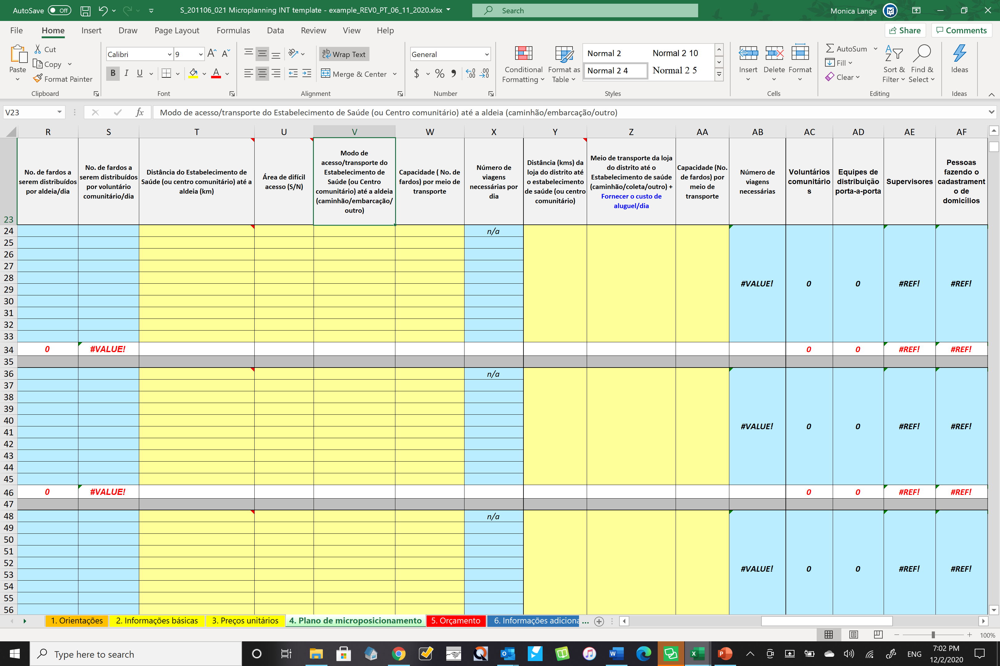 AutoSave Off S_201106_021 Microplanning INT template - example_REV0_PT_06_11_2020.xlsx Search Monica Lange
File Home Insert Draw Page Layout Formulas Data Review View Help Share Comments
Paste
Cut
Copy
Format Painter
Clipboard
Calibri 9
B I U
Font
Wrap Text
Merge & Center
Alignment
General
$ % 9
Number
Conditional
Formatting
Format as
Table
Normal 2 Normal 2 10
Normal 2 4 Normal 2 5
Styles
Insert Delete Format
Cells
AutoSum
Fill
Clear
Sort &
Filter
Find &
Select
Editing
Ideas
Ideas
V23 fx Modo de acesso/transporte do Estabelecimento de Saúde (ou Centro comunitário) até a aldeia (caminhão/embarcação/outro)
R S T U V W X Y Z AA AB AC AD AE AF
23
No. de fardos a
serem distribuídos
por aldeia/dia
No. de fardos a
serem distribuídos
por voluntário
comunitário/dia
Distância do Estabelecimento de
Saúde (ou centro comunitário) até a
aldeia (km)
Área de difícil
acesso (S/N)
Modo de
acesso/transporte do
Estabelecimento de
Saúde (ou Centro
comunitário) até a aldeia
(caminhão/embarcação/
outro)
Capacidade ( No. de
fardos) por meio de
transporte
Número de
viagens
necessárias por
dia
Distância (kms) da
loja do distrito até
o estabelecimento
de saúde (ou centro
comunitário)
Meio de transporte da loja
do distrito até o
Estabelecimento de saúde
(caminhão/coleta/outro) +
Fornecer o custo de
aluguel/dia
Capacidade (No.
de fardos) por
meio de
transporte
Número de
viagens
necessárias
Voluntários
comunitário
s
Equipes de
distribuição
porta-a-porta
Supervisores
Pessoas
fazendo o
cadastrament
o de
domicílios
24 n/a
25
26
27
28
29 #VALUE! 0 0 #REF! #REF!
30
31
32
33
34 0 #VALUE! 0 0 #REF! #REF!
35
36 n/a
37
38
39
40
41 #VALUE! 0 0 #REF! #REF!
42
43
44
45
46 0 #VALUE! 0 0 #REF! #REF!
47
48 n/a
49
50
51
52
53 #VALUE! 0 0 #REF! #REF!
54
55
56
1. Orientações 2. Informações básicas 3. Preços unitários 4. Plano de microposicionamento 5. Orçamento 6. Informações adiciona ...
100%
Type here to search ENG 7:02 PM
12/2/2020